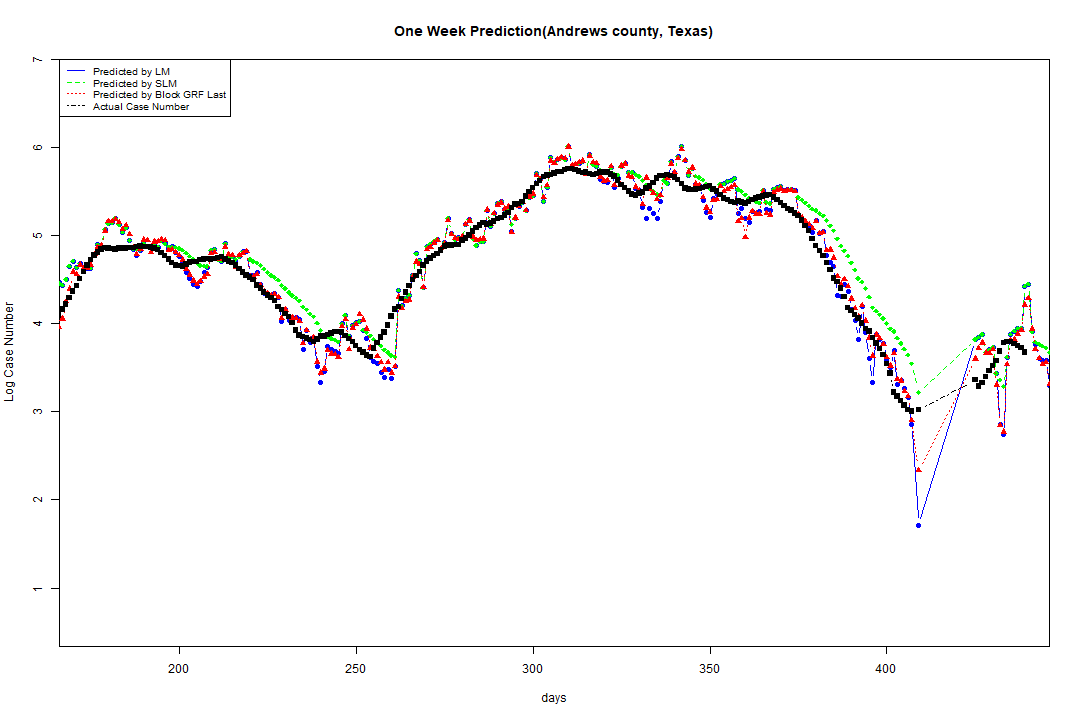 One Week Prediction(Andrews county, Texas)
Predicted by LM
Predicted by SLM
Predicted by Block GRF Last
Actual Case Number
Log Case Number
7
6
5
4
3
2
1
200 250 300 350 400
days